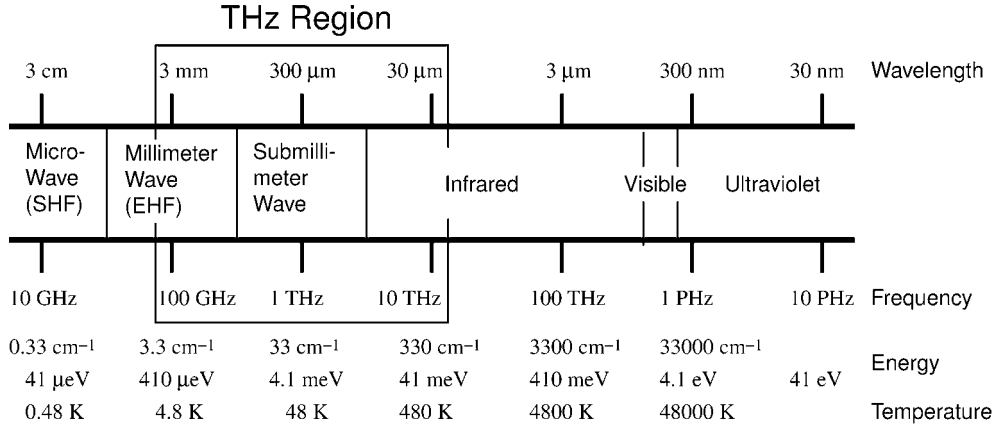 THz Region
3 cm 3 mm 300 µm 30 µm 3 µm 300 nm 30 nm Wavelength
Micro-
Wave
(SHF)
Millimeter
Wave
(EHF)
Submilli-
meter
Wave
Infrared
Visible
Ultraviolet
10 GHz 100 GHz 1 THz 10 THz 100 THz 1 PHz 10 PHz Frequency
0.33 cm⁻¹ 3.3 cm⁻¹ 33 cm⁻¹ 330 cm⁻¹ 3300 cm⁻¹ 33000 cm⁻¹
Energy
41 µeV 410 µeV 4.1 meV 41 meV 410 meV 4.1 eV 41 eV
0.48 K 4.8 K 48 K 480 K 4800 K 48000 K Temperature